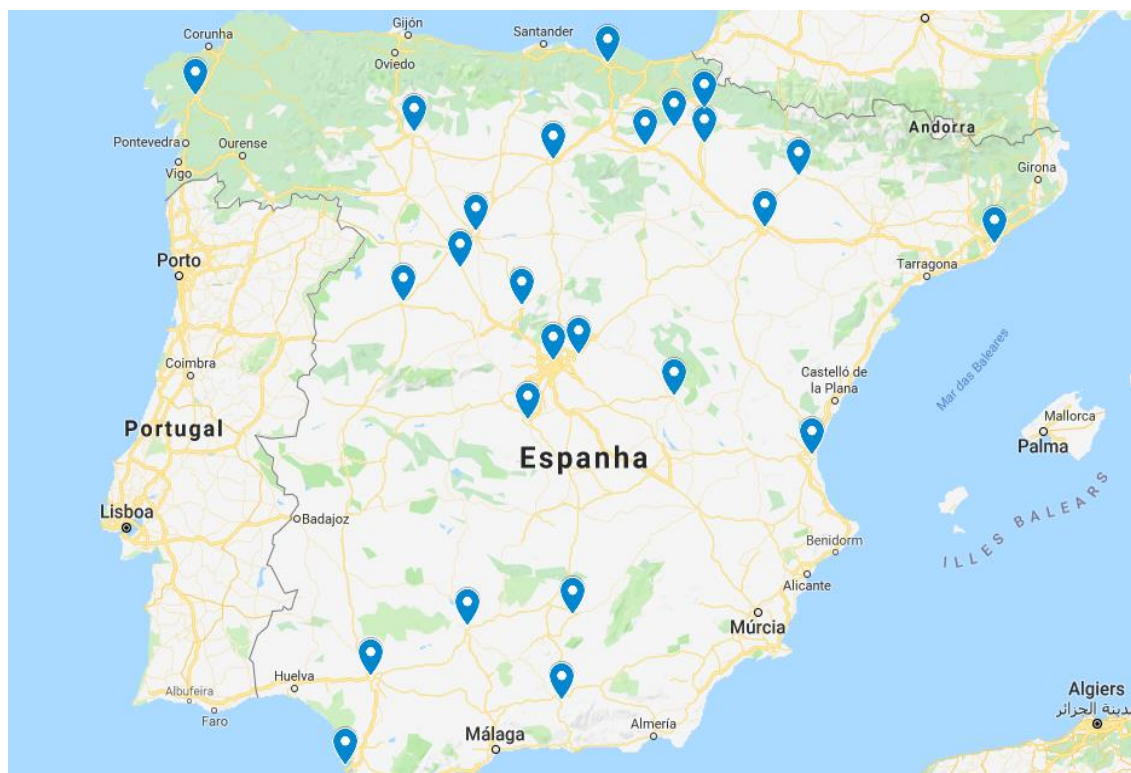 Gijón
Santander
Corunha
Oviedo
Andorra
Pontevedra
Ourense
Vigo
Girona
Porto
Tarragona
Coimbra
Castelló de
la Plana
Mar das Baleares
Mallorca
Palma
Portugal
Espanha
ILLES BALEARS
Lisboa
Badajoz
Benidorm
Alicante
Múrcia
Huelva
Albufeira
Faro
Almería
Málaga
Algiers
مدينة الجزائر